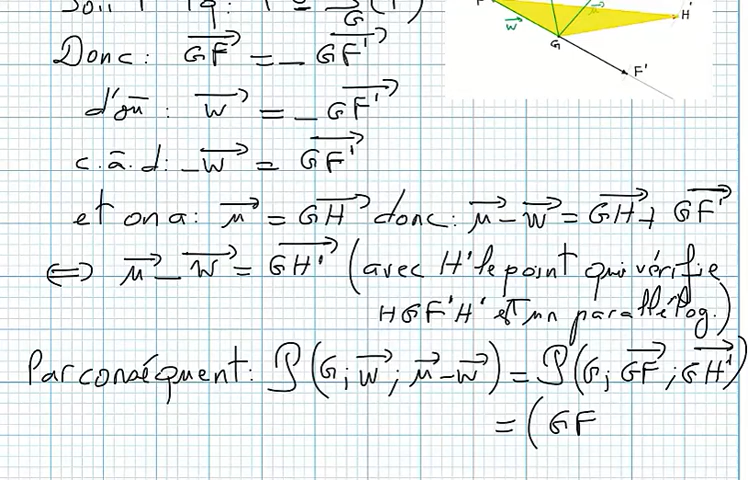 H'
w
G
F'
Donc: GF = - GF'
d'où: w = - GF'
c.à.d: -w = GF'
et on a: u = GH donc: u - w = GH + GF'
⟺ u - w = GH' (avec H' le point qui vérifie
HGF'H' est un parallélog.)
Par conséquent: P(G; w; u - w) = P(G; GF; GH')
= (GF